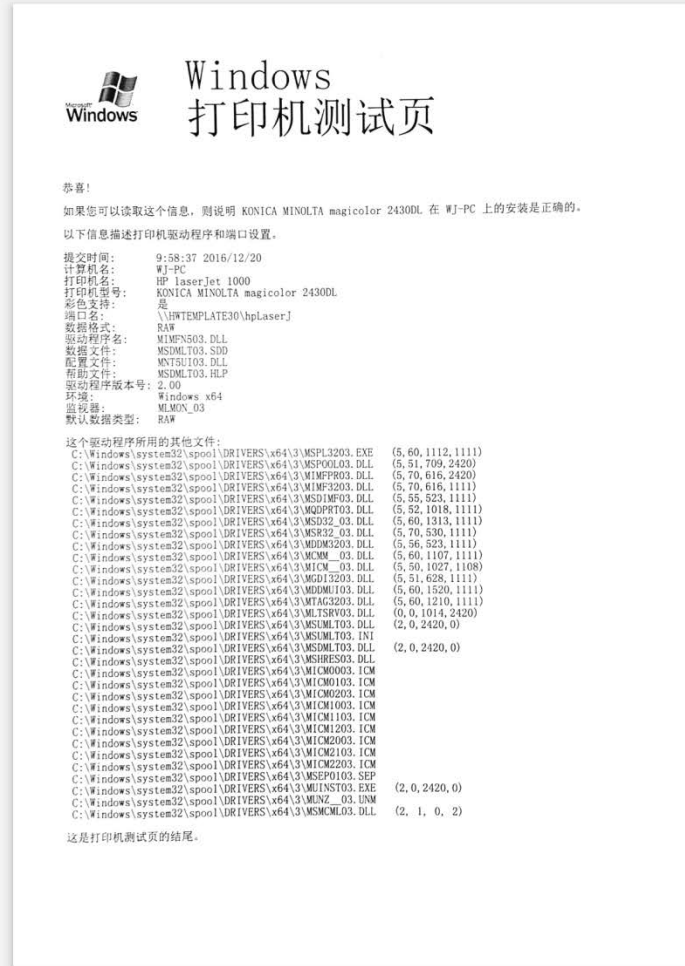 Microsoft
Windows
Windows
打印机测试页
恭喜!
如果您可以读取这个信息, 则说明 KONICA MINOLTA magicolor 2430DL 在 WJ-PC 上的安装是正确的。
以下信息描述打印机驱动程序和端口设置。
提交时间: 9:58:37 2016/12/20
计算机名: WJ-PC
打印机名: HP laserJet 1000
打印机型号: KONICA MINOLTA magicolor 2430DL
彩色支持: 是
端口名: \\HWTEMPLATE30\hpLaserJ
数据格式: RAW
驱动程序名: MIMFN503.DLL
数据文件: MSDMLT03.SDD
配置文件: MNT5UI03.DLL
帮助文件: MSDMLT03.HLP
驱动程序版本号: 2.00
环境: Windows x64
监视器: MLMON_03
默认数据类型: RAW
这个驱动程序所用的其他文件:
C:\Windows\system32\spool\DRIVERS\x64\3\MSPL3203.EXE (5,60,1112,1111)
C:\Windows\system32\spool\DRIVERS\x64\3\MSPOOL03.DLL (5,51,709,2420)
C:\Windows\system32\spool\DRIVERS\x64\3\MIMFPR03.DLL (5,70,616,2420)
C:\Windows\system32\spool\DRIVERS\x64\3\MIMF3203.DLL (5,70,616,1111)
C:\Windows\system32\spool\DRIVERS\x64\3\MSDIMF03.DLL (5,55,523,1111)
C:\Windows\system32\spool\DRIVERS\x64\3\MQDPRT03.DLL (5,52,1018,1111)
C:\Windows\system32\spool\DRIVERS\x64\3\MSD32_03.DLL (5,60,1313,1111)
C:\Windows\system32\spool\DRIVERS\x64\3\MSR32_03.DLL (5,70,530,1111)
C:\Windows\system32\spool\DRIVERS\x64\3\MDDM3203.DLL (5,56,523,1111)
C:\Windows\system32\spool\DRIVERS\x64\3\MCMM__03.DLL (5,60,1107,1111)
C:\Windows\system32\spool\DRIVERS\x64\3\MICM__03.DLL (5,50,1027,1108)
C:\Windows\system32\spool\DRIVERS\x64\3\MGDI3203.DLL (5,51,628,1111)
C:\Windows\system32\spool\DRIVERS\x64\3\MDDMUI03.DLL (5,60,1520,1111)
C:\Windows\system32\spool\DRIVERS\x64\3\MTAG3203.DLL (5,60,1210,1111)
C:\Windows\system32\spool\DRIVERS\x64\3\MLTSRV03.DLL (0,0,1014,2420)
C:\Windows\system32\spool\DRIVERS\x64\3\MSUMLT03.DLL (2,0,2420,0)
C:\Windows\system32\spool\DRIVERS\x64\3\MSUMLT03.INI
C:\Windows\system32\spool\DRIVERS\x64\3\MSDMLT03.DLL (2,0,2420,0)
C:\Windows\system32\spool\DRIVERS\x64\3\MSHRES03.DLL
C:\Windows\system32\spool\DRIVERS\x64\3\MICM0003.ICM
C:\Windows\system32\spool\DRIVERS\x64\3\MICM0103.ICM
C:\Windows\system32\spool\DRIVERS\x64\3\MICM0203.ICM
C:\Windows\system32\spool\DRIVERS\x64\3\MICM1003.ICM
C:\Windows\system32\spool\DRIVERS\x64\3\MICM1103.ICM
C:\Windows\system32\spool\DRIVERS\x64\3\MICM1203.ICM
C:\Windows\system32\spool\DRIVERS\x64\3\MICM2003.ICM
C:\Windows\system32\spool\DRIVERS\x64\3\MICM2103.ICM
C:\Windows\system32\spool\DRIVERS\x64\3\MICM2203.ICM
C:\Windows\system32\spool\DRIVERS\x64\3\MSEP0103.SEP
C:\Windows\system32\spool\DRIVERS\x64\3\MUINST03.EXE (2,0,2420,0)
C:\Windows\system32\spool\DRIVERS\x64\3\MUNZ__03.UNM
C:\Windows\system32\spool\DRIVERS\x64\3\MSMCML03.DLL (2, 1, 0, 2)
这是打印机测试页的结尾。